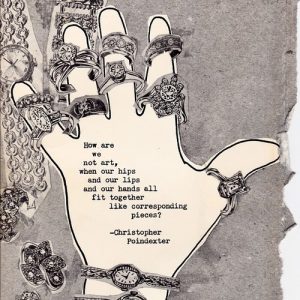 How are
we
not art,
when our hips
and our lips
and our hands all
fit together
like corresponding
pieces?
-Christopher
Poindexter